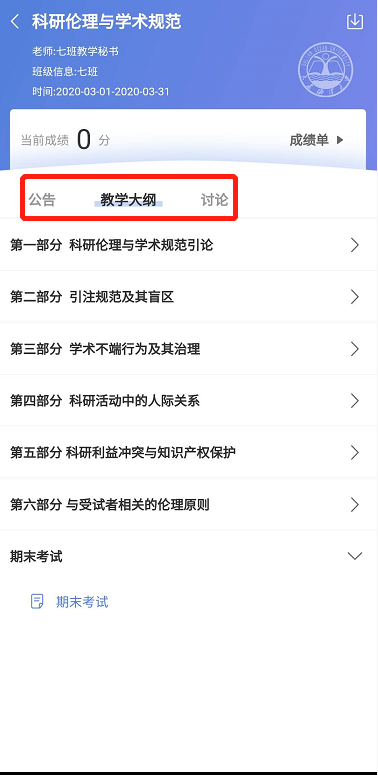 科研伦理与学术规范
老师:七班教学秘书
班级信息:七班
时间:2020-03-01-2020-03-31
当前成绩 0 分 成绩单
公告 教学大纲 讨论
第一部分 科研伦理与学术规范引论
第二部分 引注规范及其盲区
第三部分 学术不端行为及其治理
第四部分 科研活动中的人际关系
第五部分 科研利益冲突与知识产权保护
第六部分 与受试者相关的伦理原则
期末考试
期末考试